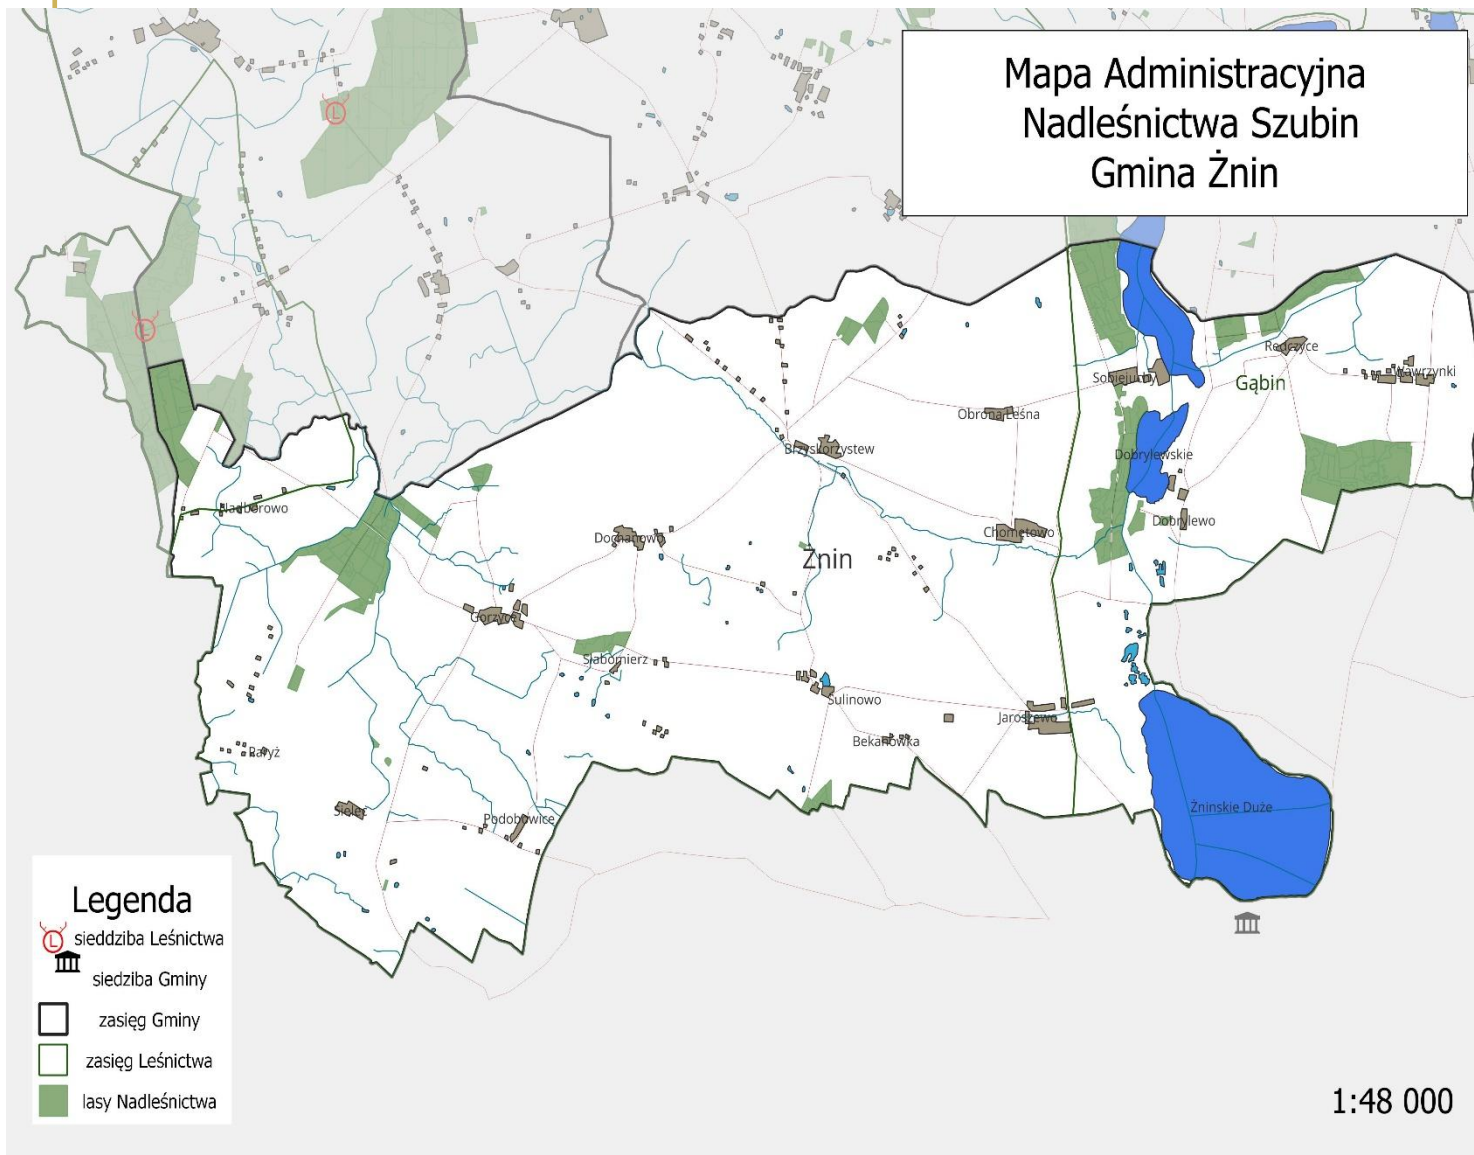 Mapa Administracyjna
Nadleśnictwa Szubin
Gmina Żnin
Redczyce
Sobiejuchy
Gąbin
Wawrzynki
Obrona Leśna
Brzyskorzystew
Dobrylewskie
Nadborowo
Dochanowo
Chomętowo
Dobrylewo
Żnin
Gorzyce
Słabomierz
Sulinowo
Jaroszewo
Bekanówka
Paryż
Żninskie Duże
Sielec
Podobowice
Legenda
L sieddziba Leśnictwa
siedziba Gminy
zasięg Gminy
zasięg Leśnictwa
lasy Nadleśnictwa
1:48 000
L
L